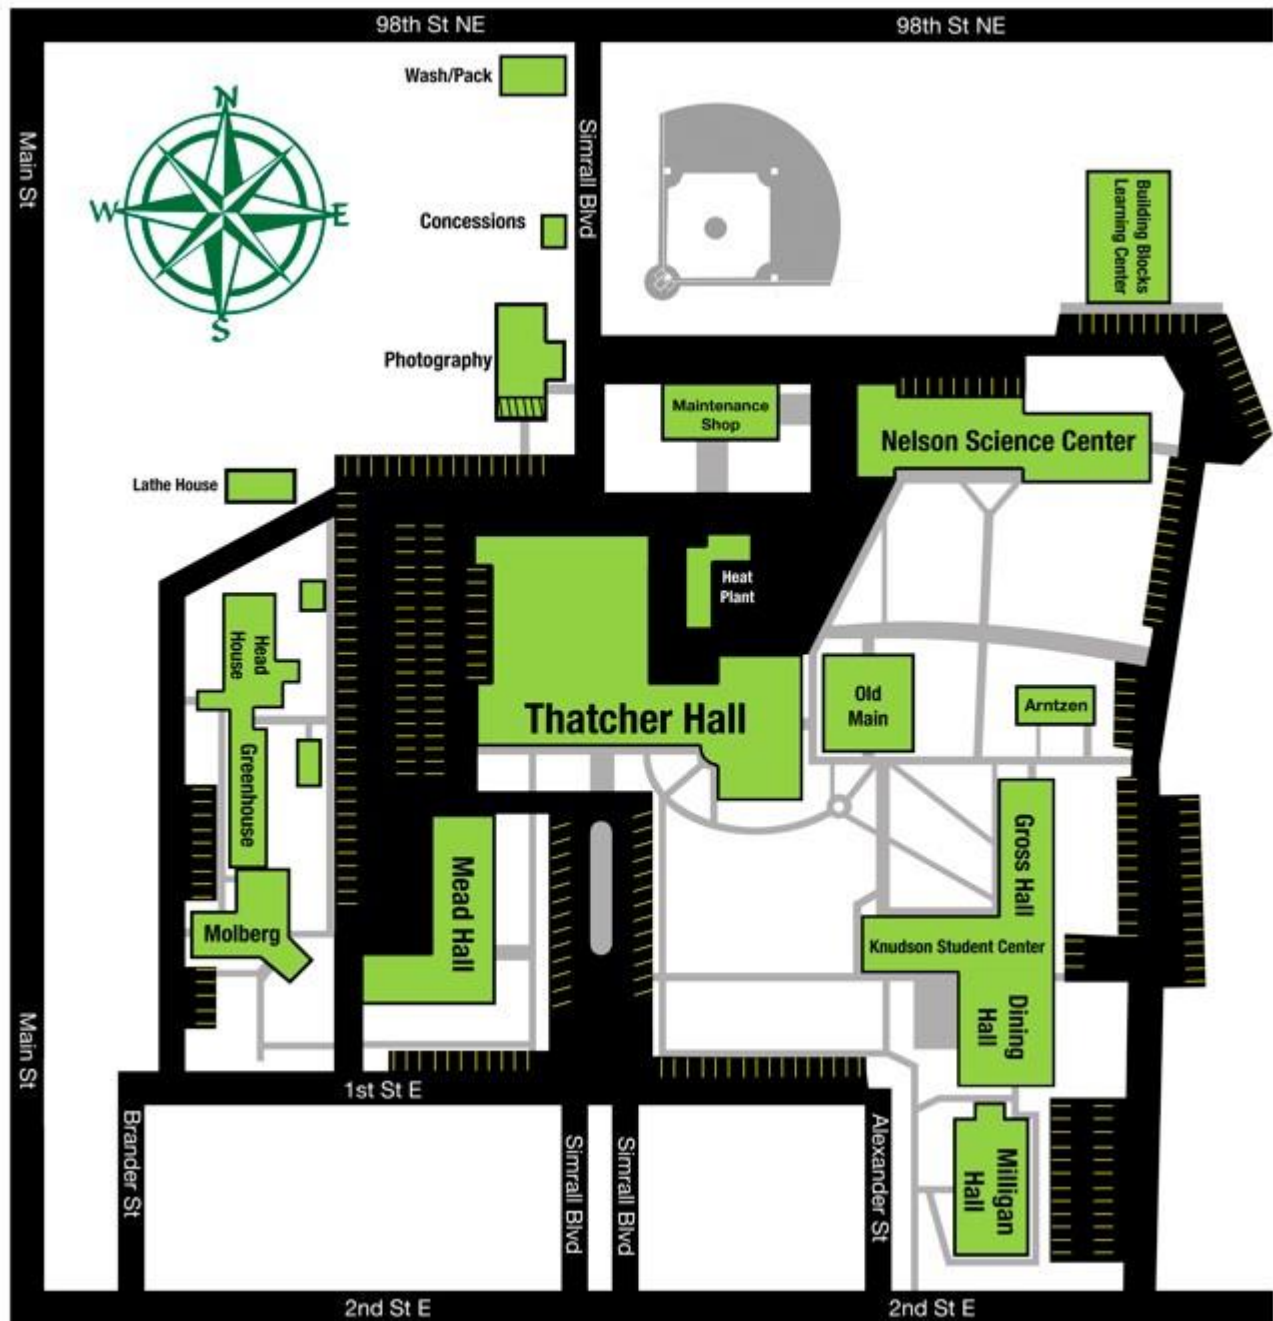 98th St NE
98th St NE
Wash/Pack
Main St
Simrall Blvd
N
W
E
S
Concessions
Building Blocks
Learning Center
Photography
Maintenance
Shop
Nelson Science Center
Lathe House
Heat
Plant
Head
House
Thatcher Hall
Old
Main
Arntzen
Greenhouse
Mead Hall
Gross Hall
Molberg
Knudson Student Center
Dining
Hall
Main St
1st St E
Brander St
Simrall Blvd
Simrall Blvd
Alexander St
Milligan
Hall
2nd St E
2nd St E